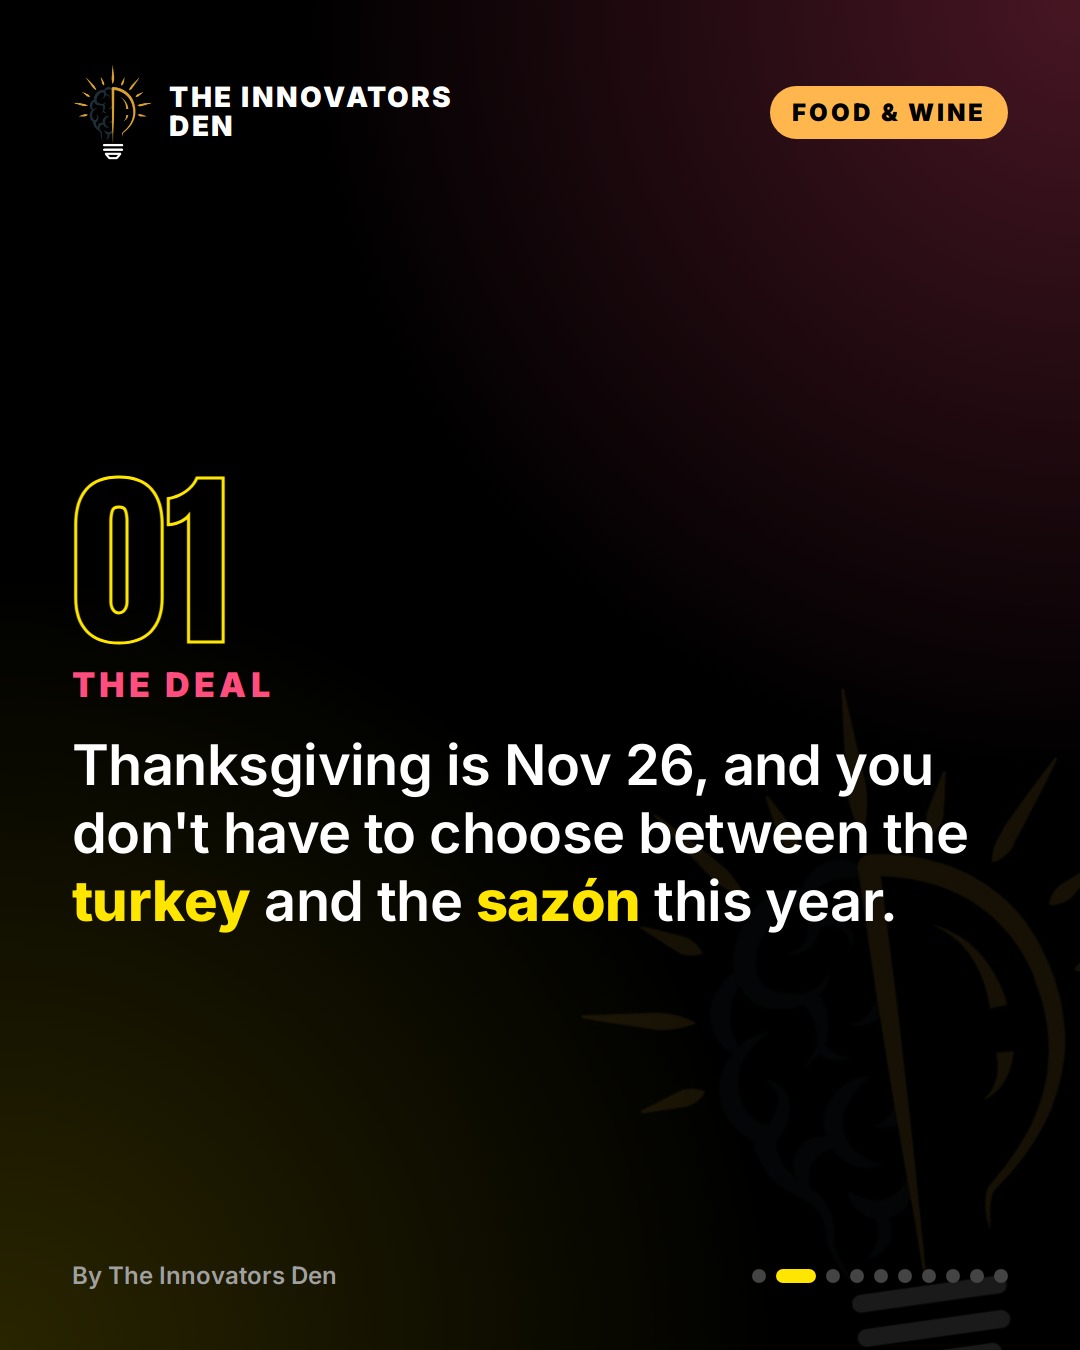 THE INNOVATORS
DEN
FOOD & WINE
01
THE DEAL
Thanksgiving is Nov 26, and you
don't have to choose between the
turkey and the sazón this year.
By The Innovators Den